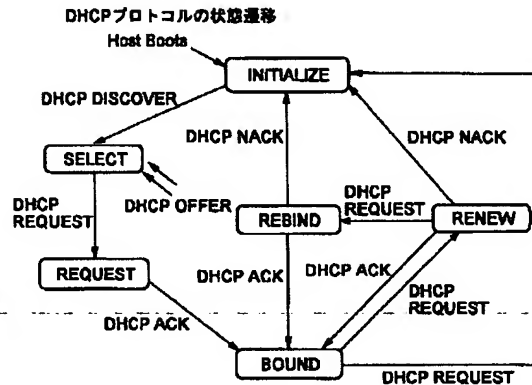 DHCPプロトコルの状態遷移
Host Boots
INITIALIZE
DHCP DISCOVER
DHCP NACK
DHCP NACK
SELECT
DHCP
REQUEST
DHCP OFFER
DHCP
REQUEST
REBIND
RENEW
REQUEST
DHCP ACK
DHCP ACK
DHCP
REQUEST
DHCP ACK
BOUND
DHCP REQUEST